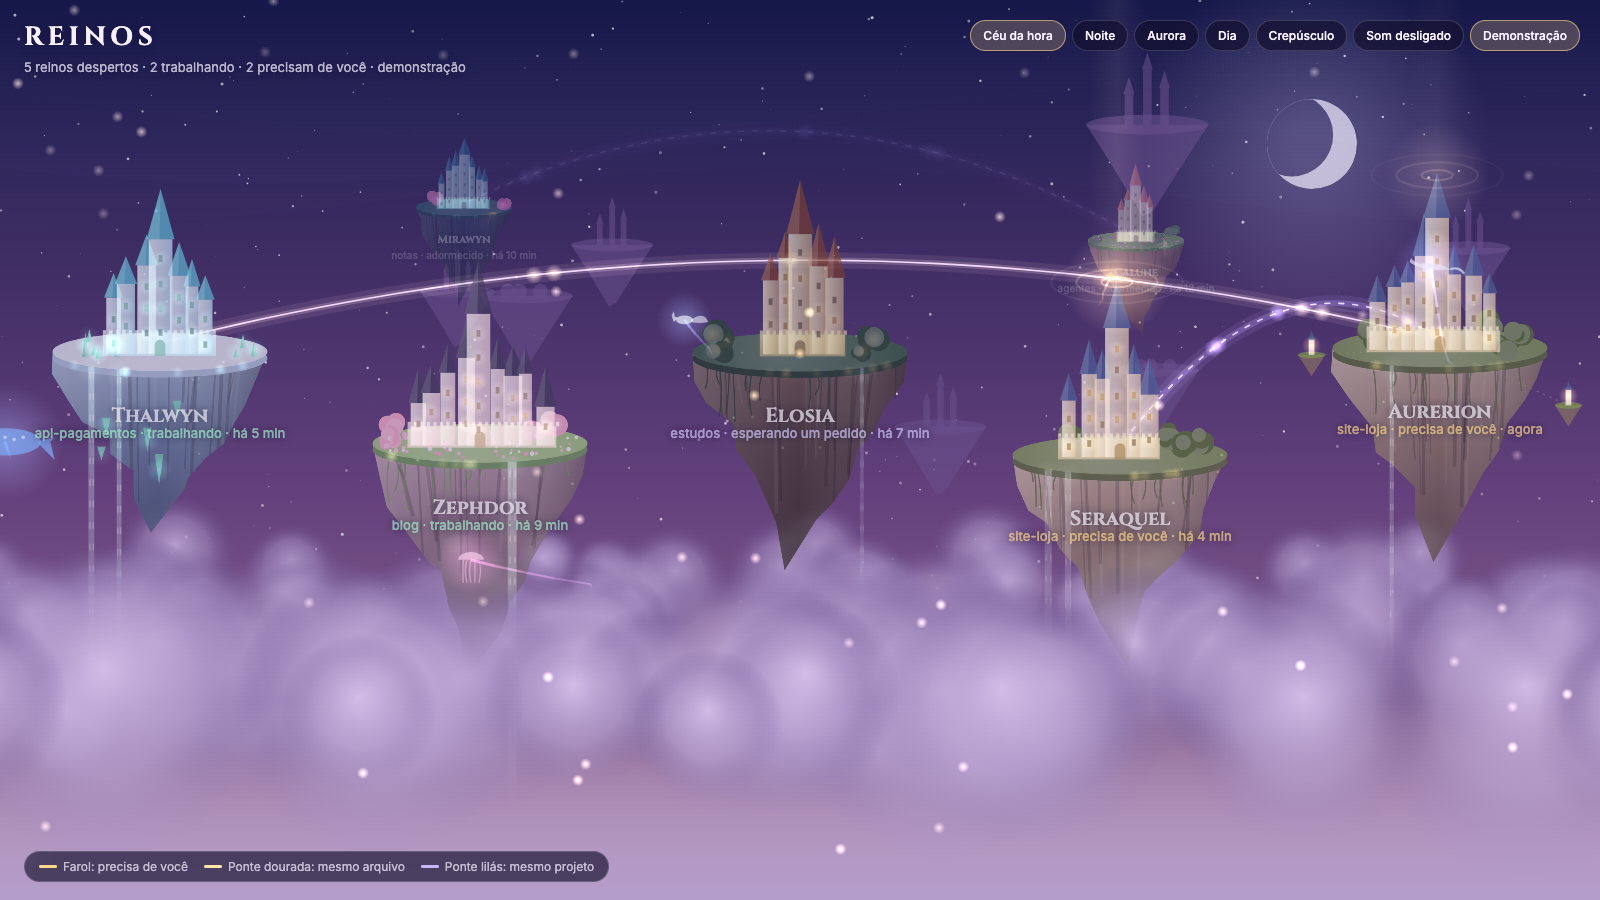 REINOS
5 reinos despertos · 2 trabalhando · 2 precisam de você · demonstração
Céu da hora
Noite
Aurora
Dia
Crepúsculo
Som desligado
Demonstração
Mirawyn
notas · adormecido · há 10 min
Thalwyn
api-pagamentos · trabalhando · há 5 min
Zephdor
blog · trabalhando · há 9 min
Elosia
estudos · esperando um pedido · há 7 min
Seraquel
site-loja · precisa de você · há 4 min
Aurerion
site-loja · precisa de você · agora
Farol: precisa de você
Ponte dourada: mesmo arquivo
Ponte lilás: mesmo projeto